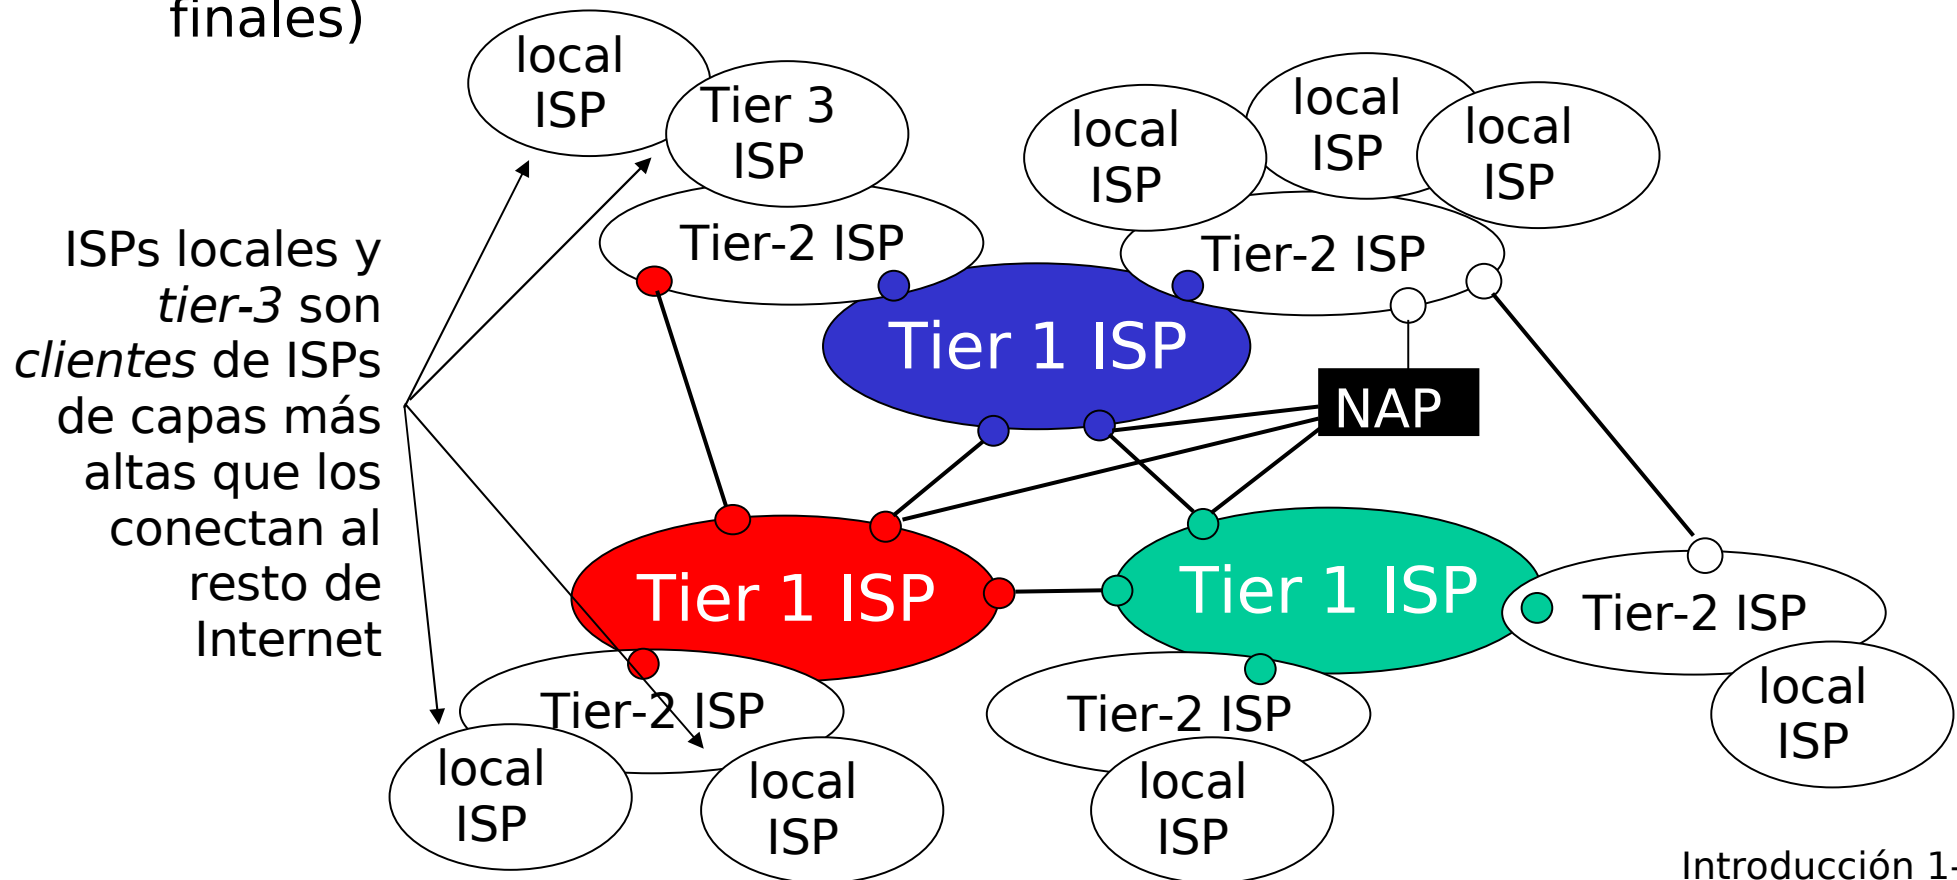 finales)
local
ISP
Tier 3
ISP
local
ISP
local
ISP
local
ISP
Tier-2 ISP
Tier-2 ISP
ISPs locales y
tier-3 son
clientes de ISPs
de capas más
altas que los
conectan al
resto de
Internet
Tier 1 ISP
NAP
Tier 1 ISP
Tier 1 ISP
Tier-2 ISP
Tier-2 ISP
Tier-2 ISP
local
ISP
local
ISP
local
ISP
local
ISP
Introducción 1-